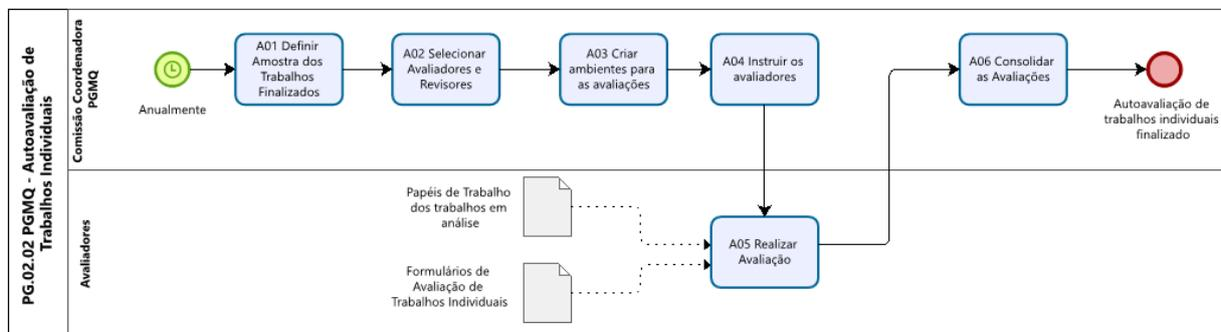 PG.02.02 PGMQ - Autoavaliação de
Trabalhos Individuais
Comissão Coordenadora
PGMQ
Anualmente
A01 Definir
Amostra dos
Trabalhos
Finalizados
A02 Selecionar
Avaliadores e
Revisores
A03 Criar
ambientes para
as avaliações
A04 Instruir os
avaliadores
A06 Consolidar
as Avaliações
Autoavaliação de
trabalhos individuais
finalizado
Avaliadores
Papéis de Trabalho
dos trabalhos em
análise
Formulários de
Avaliação de
Trabalhos Individuais
A05 Realizar
Avaliação